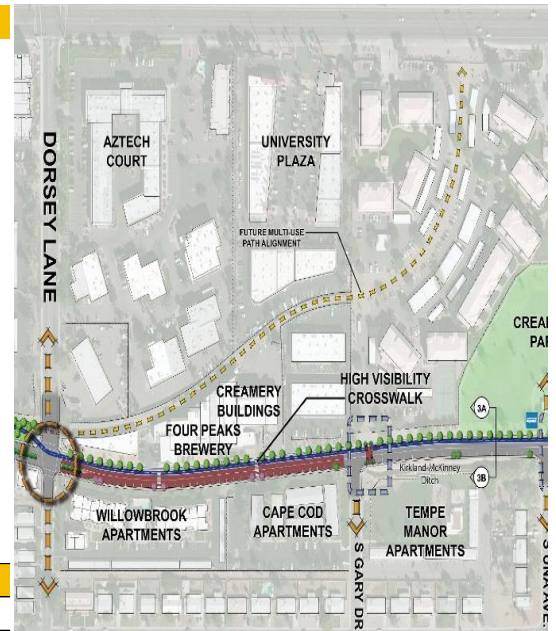 DORSEY LANE
AZTECH
COURT
UNIVERSITY
PLAZA
FUTURE MULTI-USE
PATH ALIGNMENT
CREAMERY
BUILDINGS
HIGH VISIBILITY
CROSSWALK
FOUR PEAKS
BREWERY
3A
Kirkland-McKinney
Ditch
3B
WILLOWBROOK
APARTMENTS
CAPE COD
APARTMENTS
TEMPE
MANOR
APARTMENTS
S GARY DR